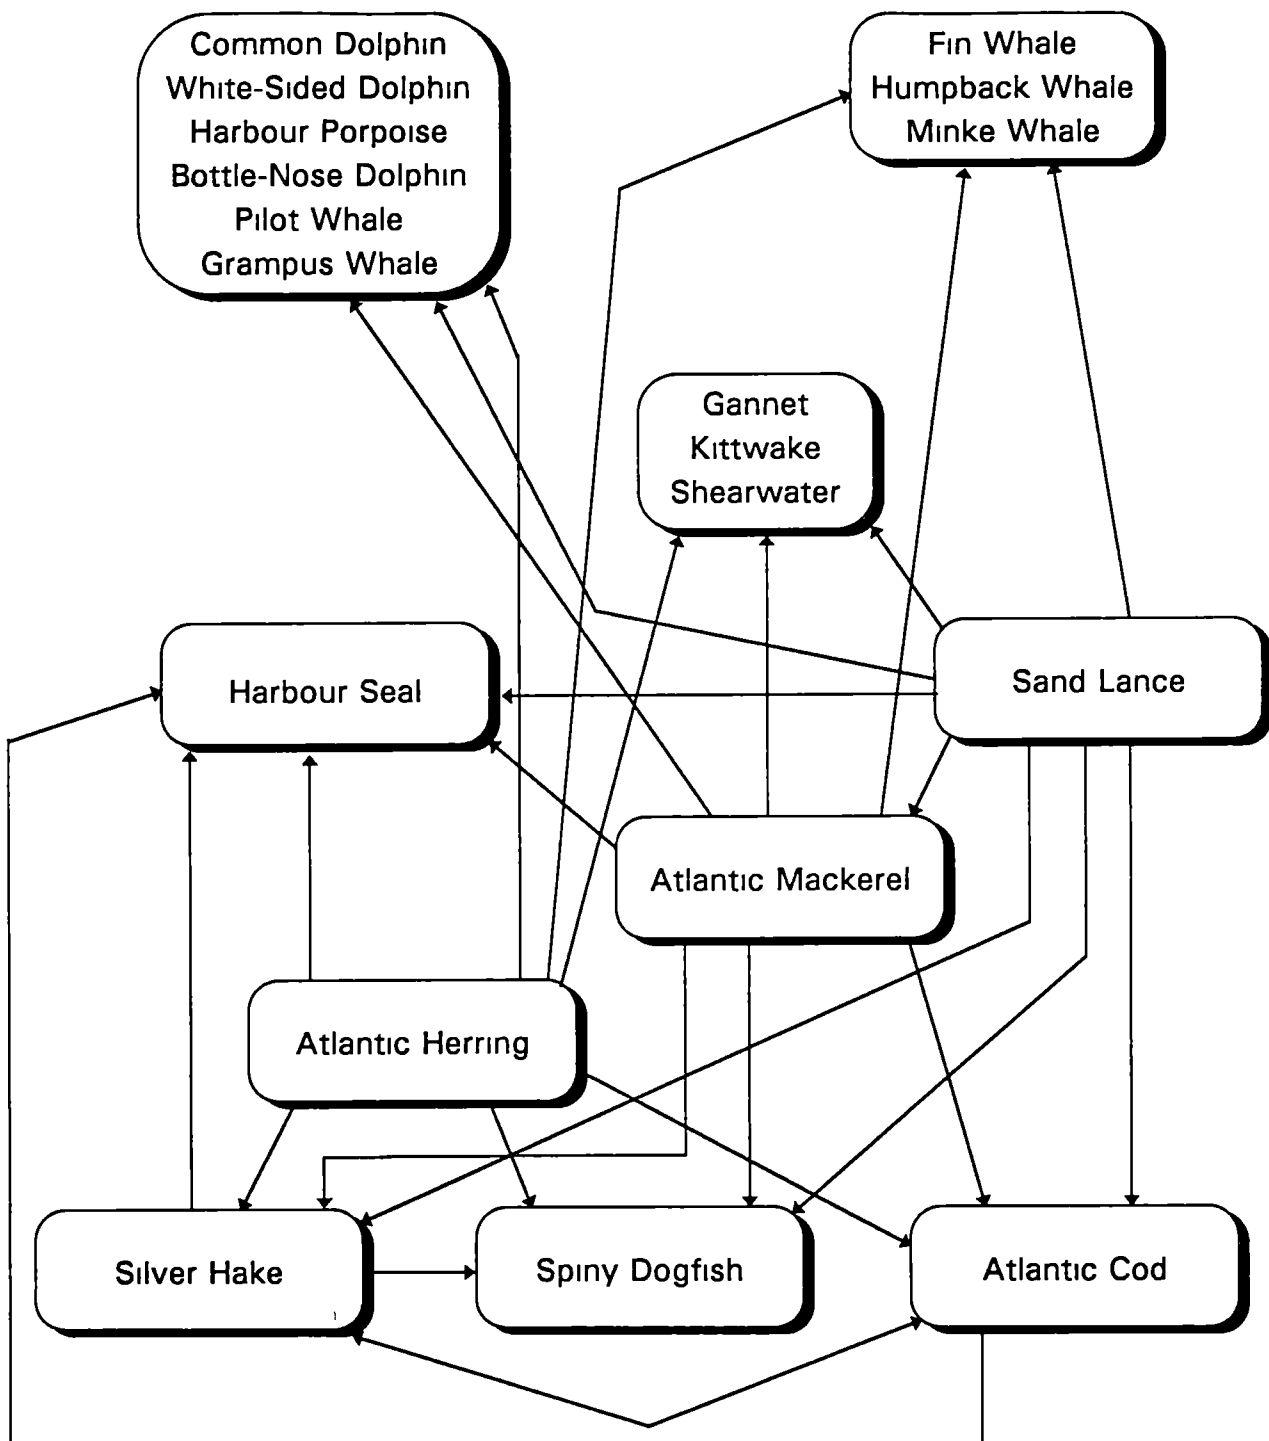 Common Dolphin
White-Sided Dolphin
Harbour Porpoise
Bottle-Nose Dolphin
Pilot Whale
Grampus Whale
Fin Whale
Humpback Whale
Minke Whale
Gannet
Kittwake
Shearwater
Harbour Seal
Sand Lance
Atlantic Mackerel
Atlantic Herring
Silver Hake
Spiny Dogfish
Atlantic Cod